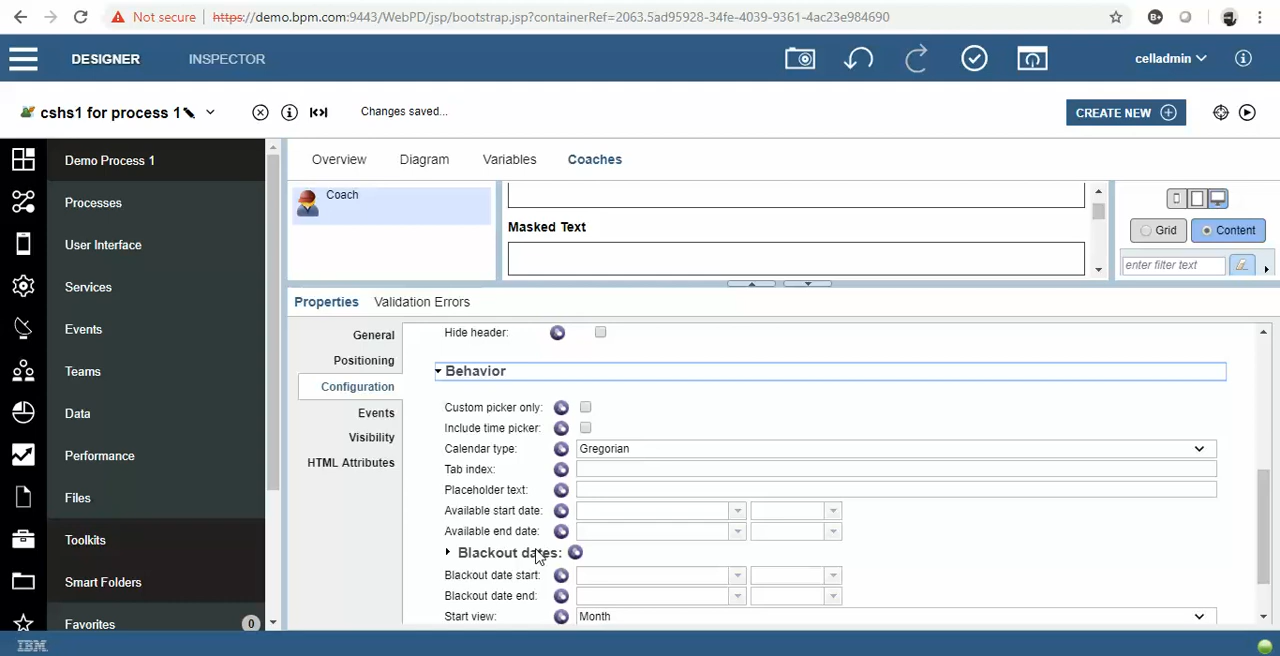 Not secure | https://demo.bpm.com:9443/WebPD/jsp/bootstrap.jsp?containerRef=2063.5ad95928-34fe-4039-9361-4ac23e984690
DESIGNER INSPECTOR celladmin
cshs1 for process 1 Changes saved... CREATE NEW
Demo Process 1
Processes
User Interface
Services
Events
Teams
Data
Performance
Files
Toolkits
Smart Folders
Favorites 0
Overview Diagram Variables Coaches
Coach
Masked Text
Grid Content
enter filter text
Properties Validation Errors
General
Positioning
Configuration
Events
Visibility
HTML Attributes
Hide header:
Behavior
Custom picker only:
Include time picker:
Calendar type: Gregorian
Tab index:
Placeholder text:
Available start date:
Available end date:
Blackout dates:
Blackout date start:
Blackout date end:
Start view: Month
IBM